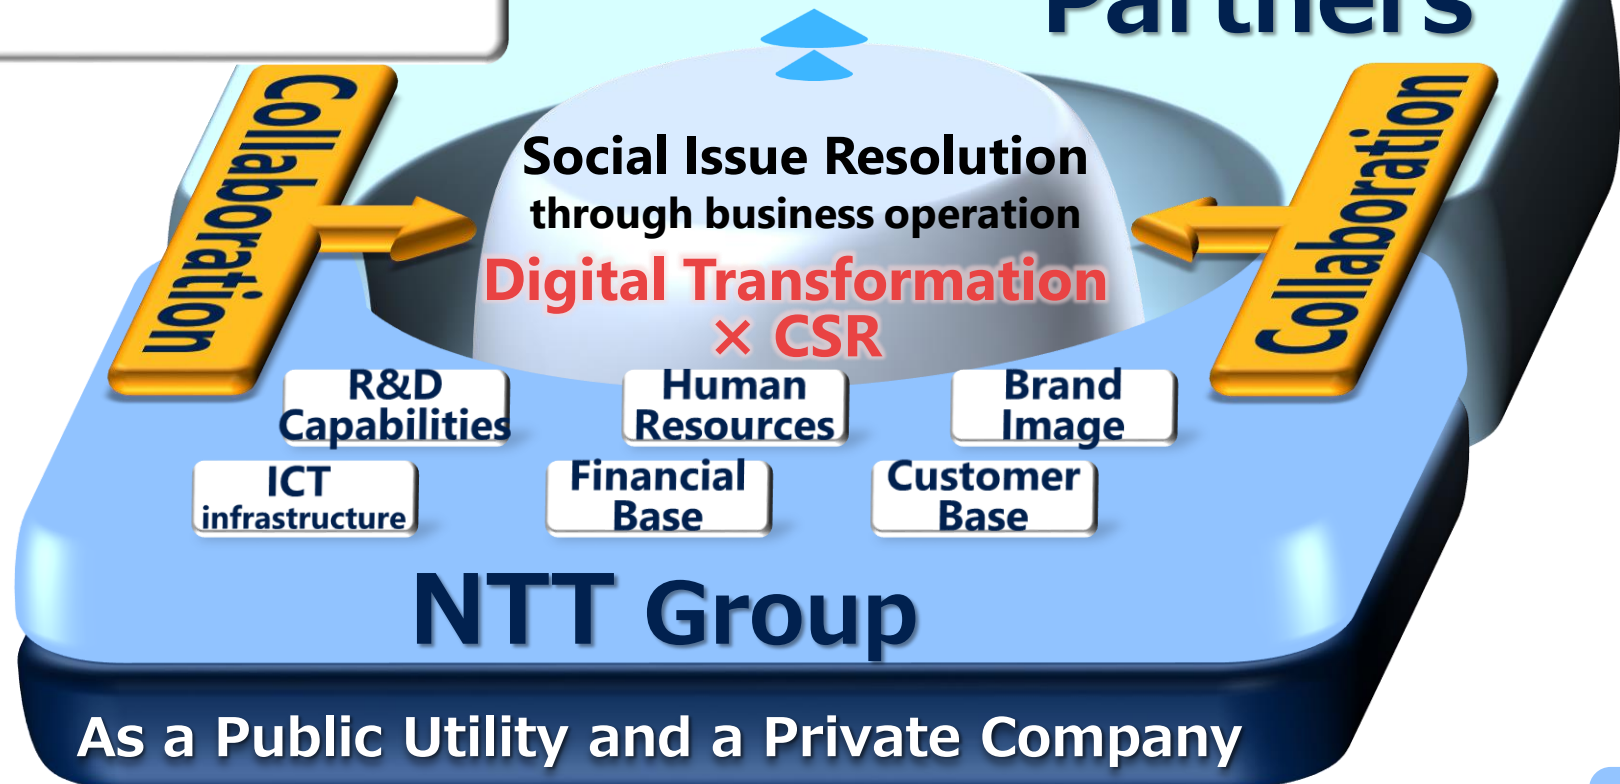 Partners
Collaboration
Collaboration
Social Issue Resolution
through business operation
Digital Transformation
× CSR
R&D
Capabilities
Human
Resources
Brand
Image
ICT
infrastructure
Financial
Base
Customer
Base
NTT Group
As a Public Utility and a Private Company